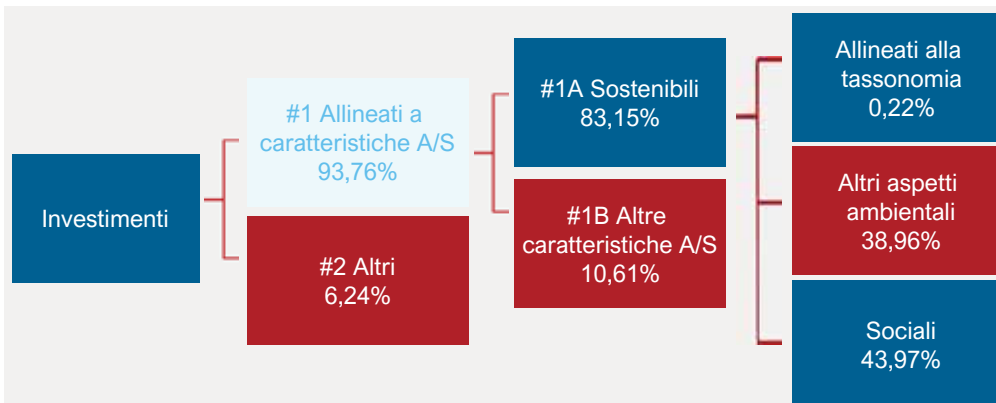 Investimenti
#1 Allineati a
caratteristiche A/S
93,76%
#2 Altri
6,24%
#1A Sostenibili
83,15%
#1B Altre
caratteristiche A/S
10,61%
Allineati alla
tassonomia
0,22%
Altri aspetti
ambientali
38,96%
Sociali
43,97%